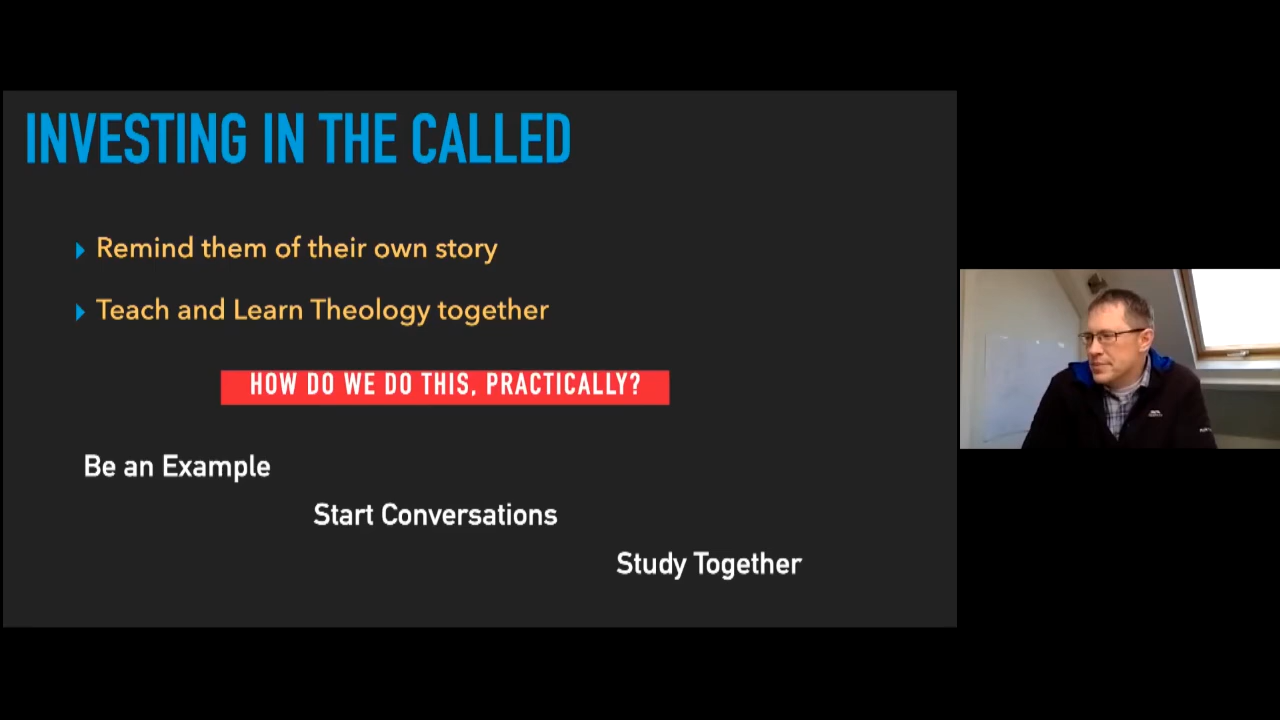 INVESTING IN THE CALLED
Remind them of their own story
Teach and Learn Theology together
HOW DO WE DO THIS, PRACTICALLY?
Be an Example
Start Conversations
Study Together